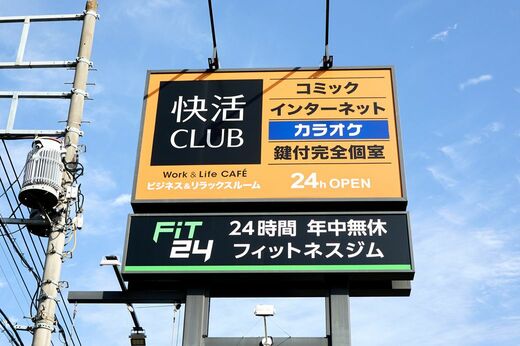 快活
CLUB
Work & Life CAFÉ
ビジネス&リラックスルーム
コミック
インターネット
カラオケ
鍵付完全個室
24h OPEN
FiT
24
24時間 年中無休
フィットネスジム